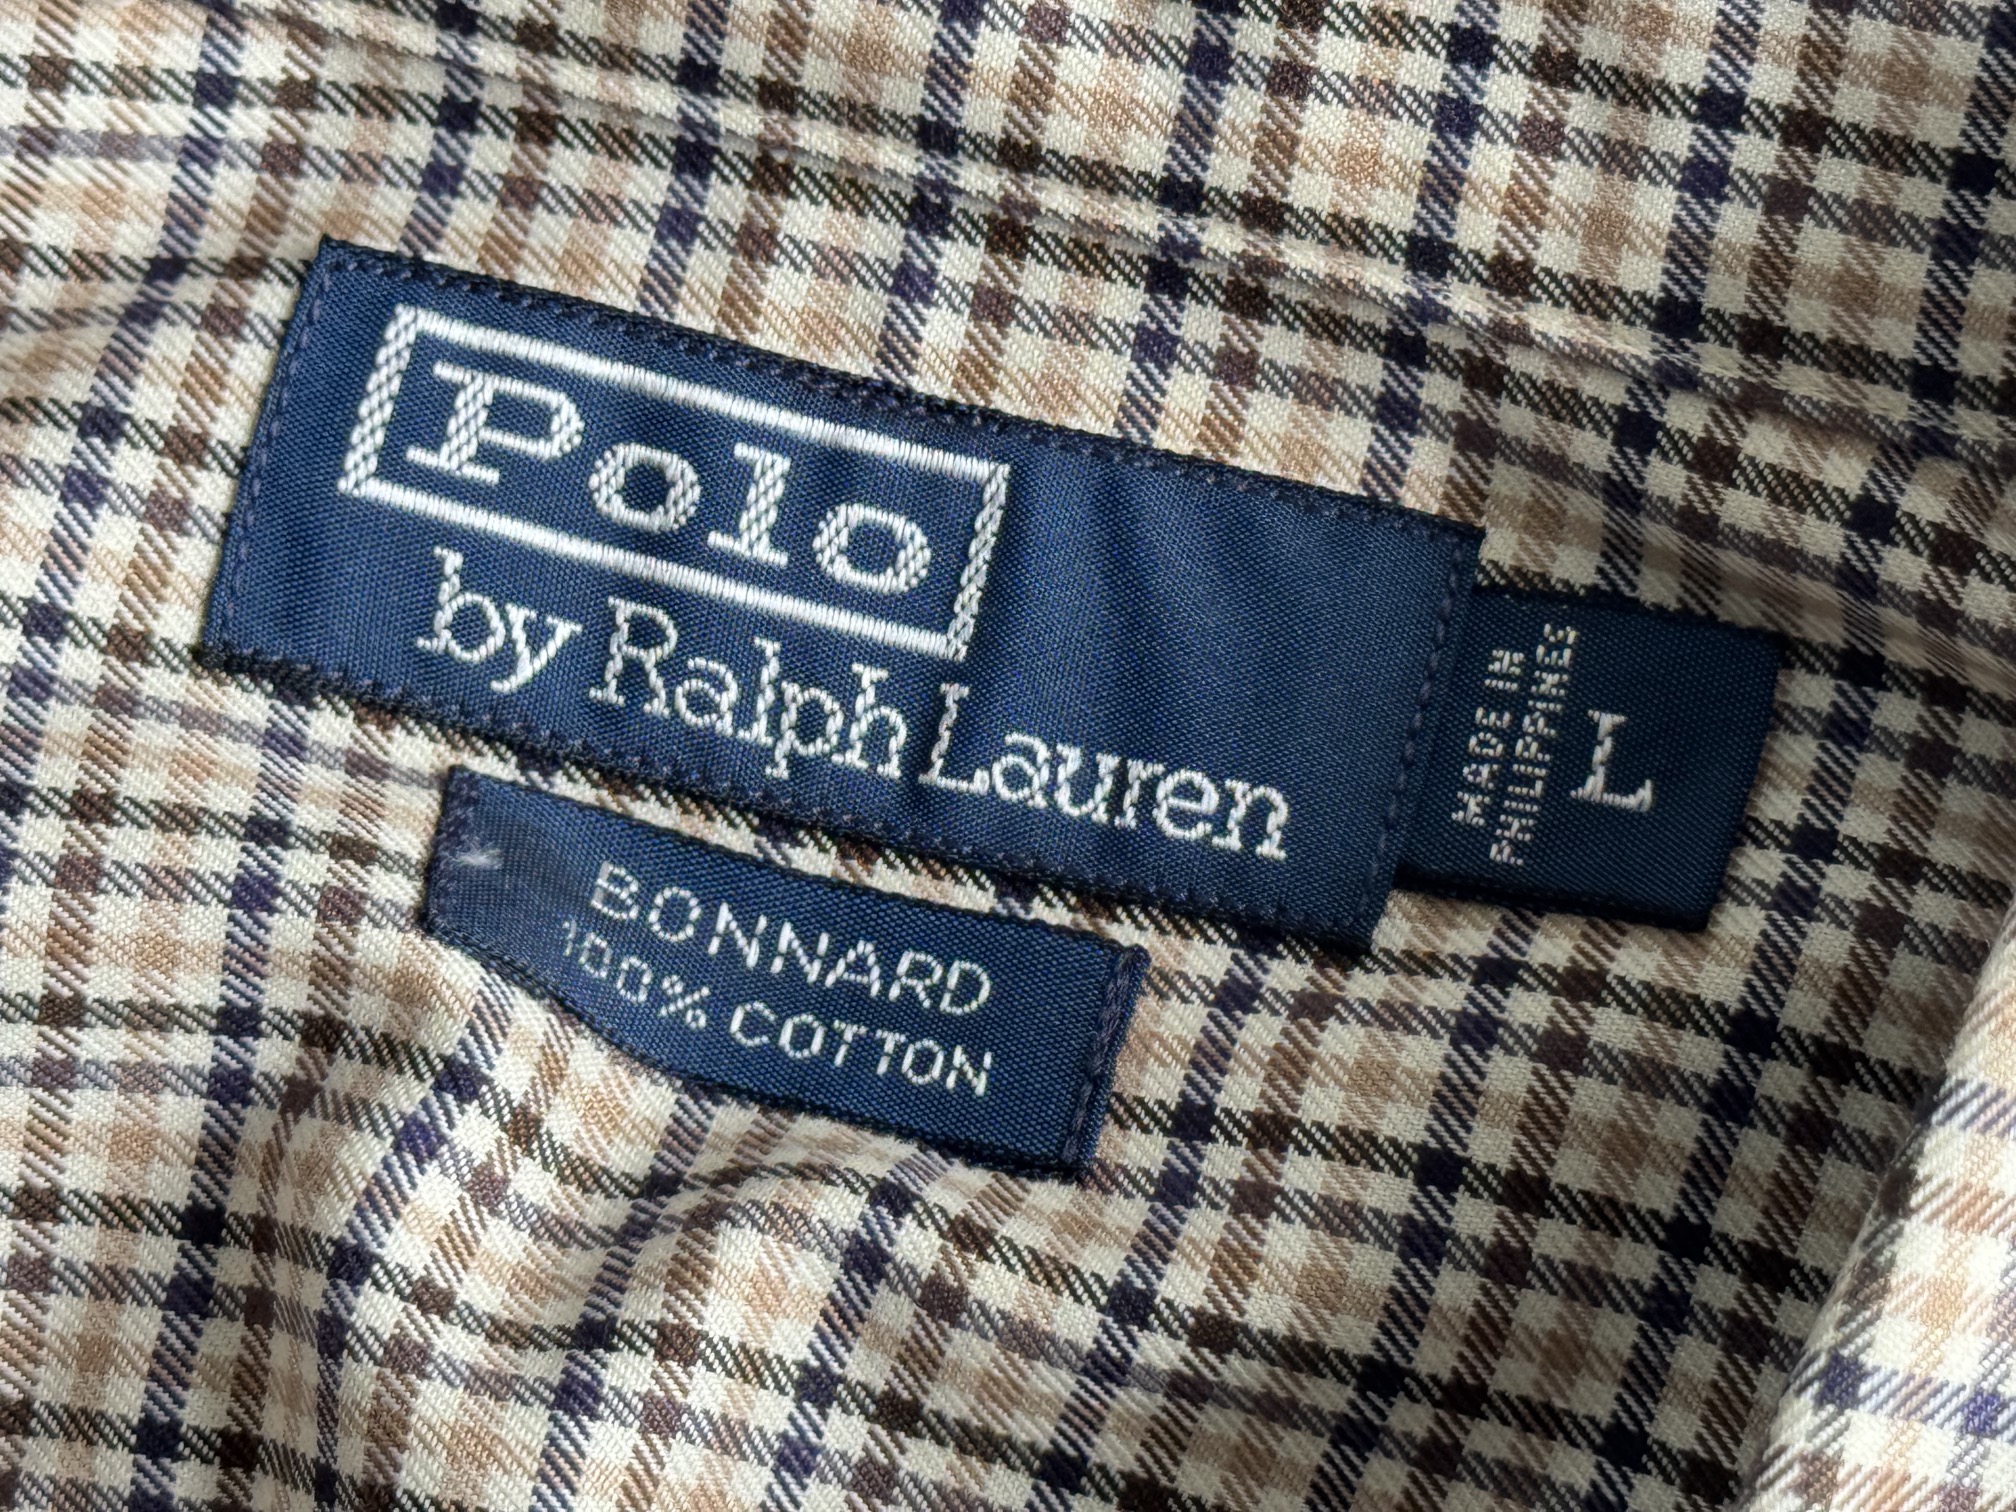 Polo
by Ralph Lauren
MADE IN
PHILIPPINES
L
BONNARD
100% COTTON